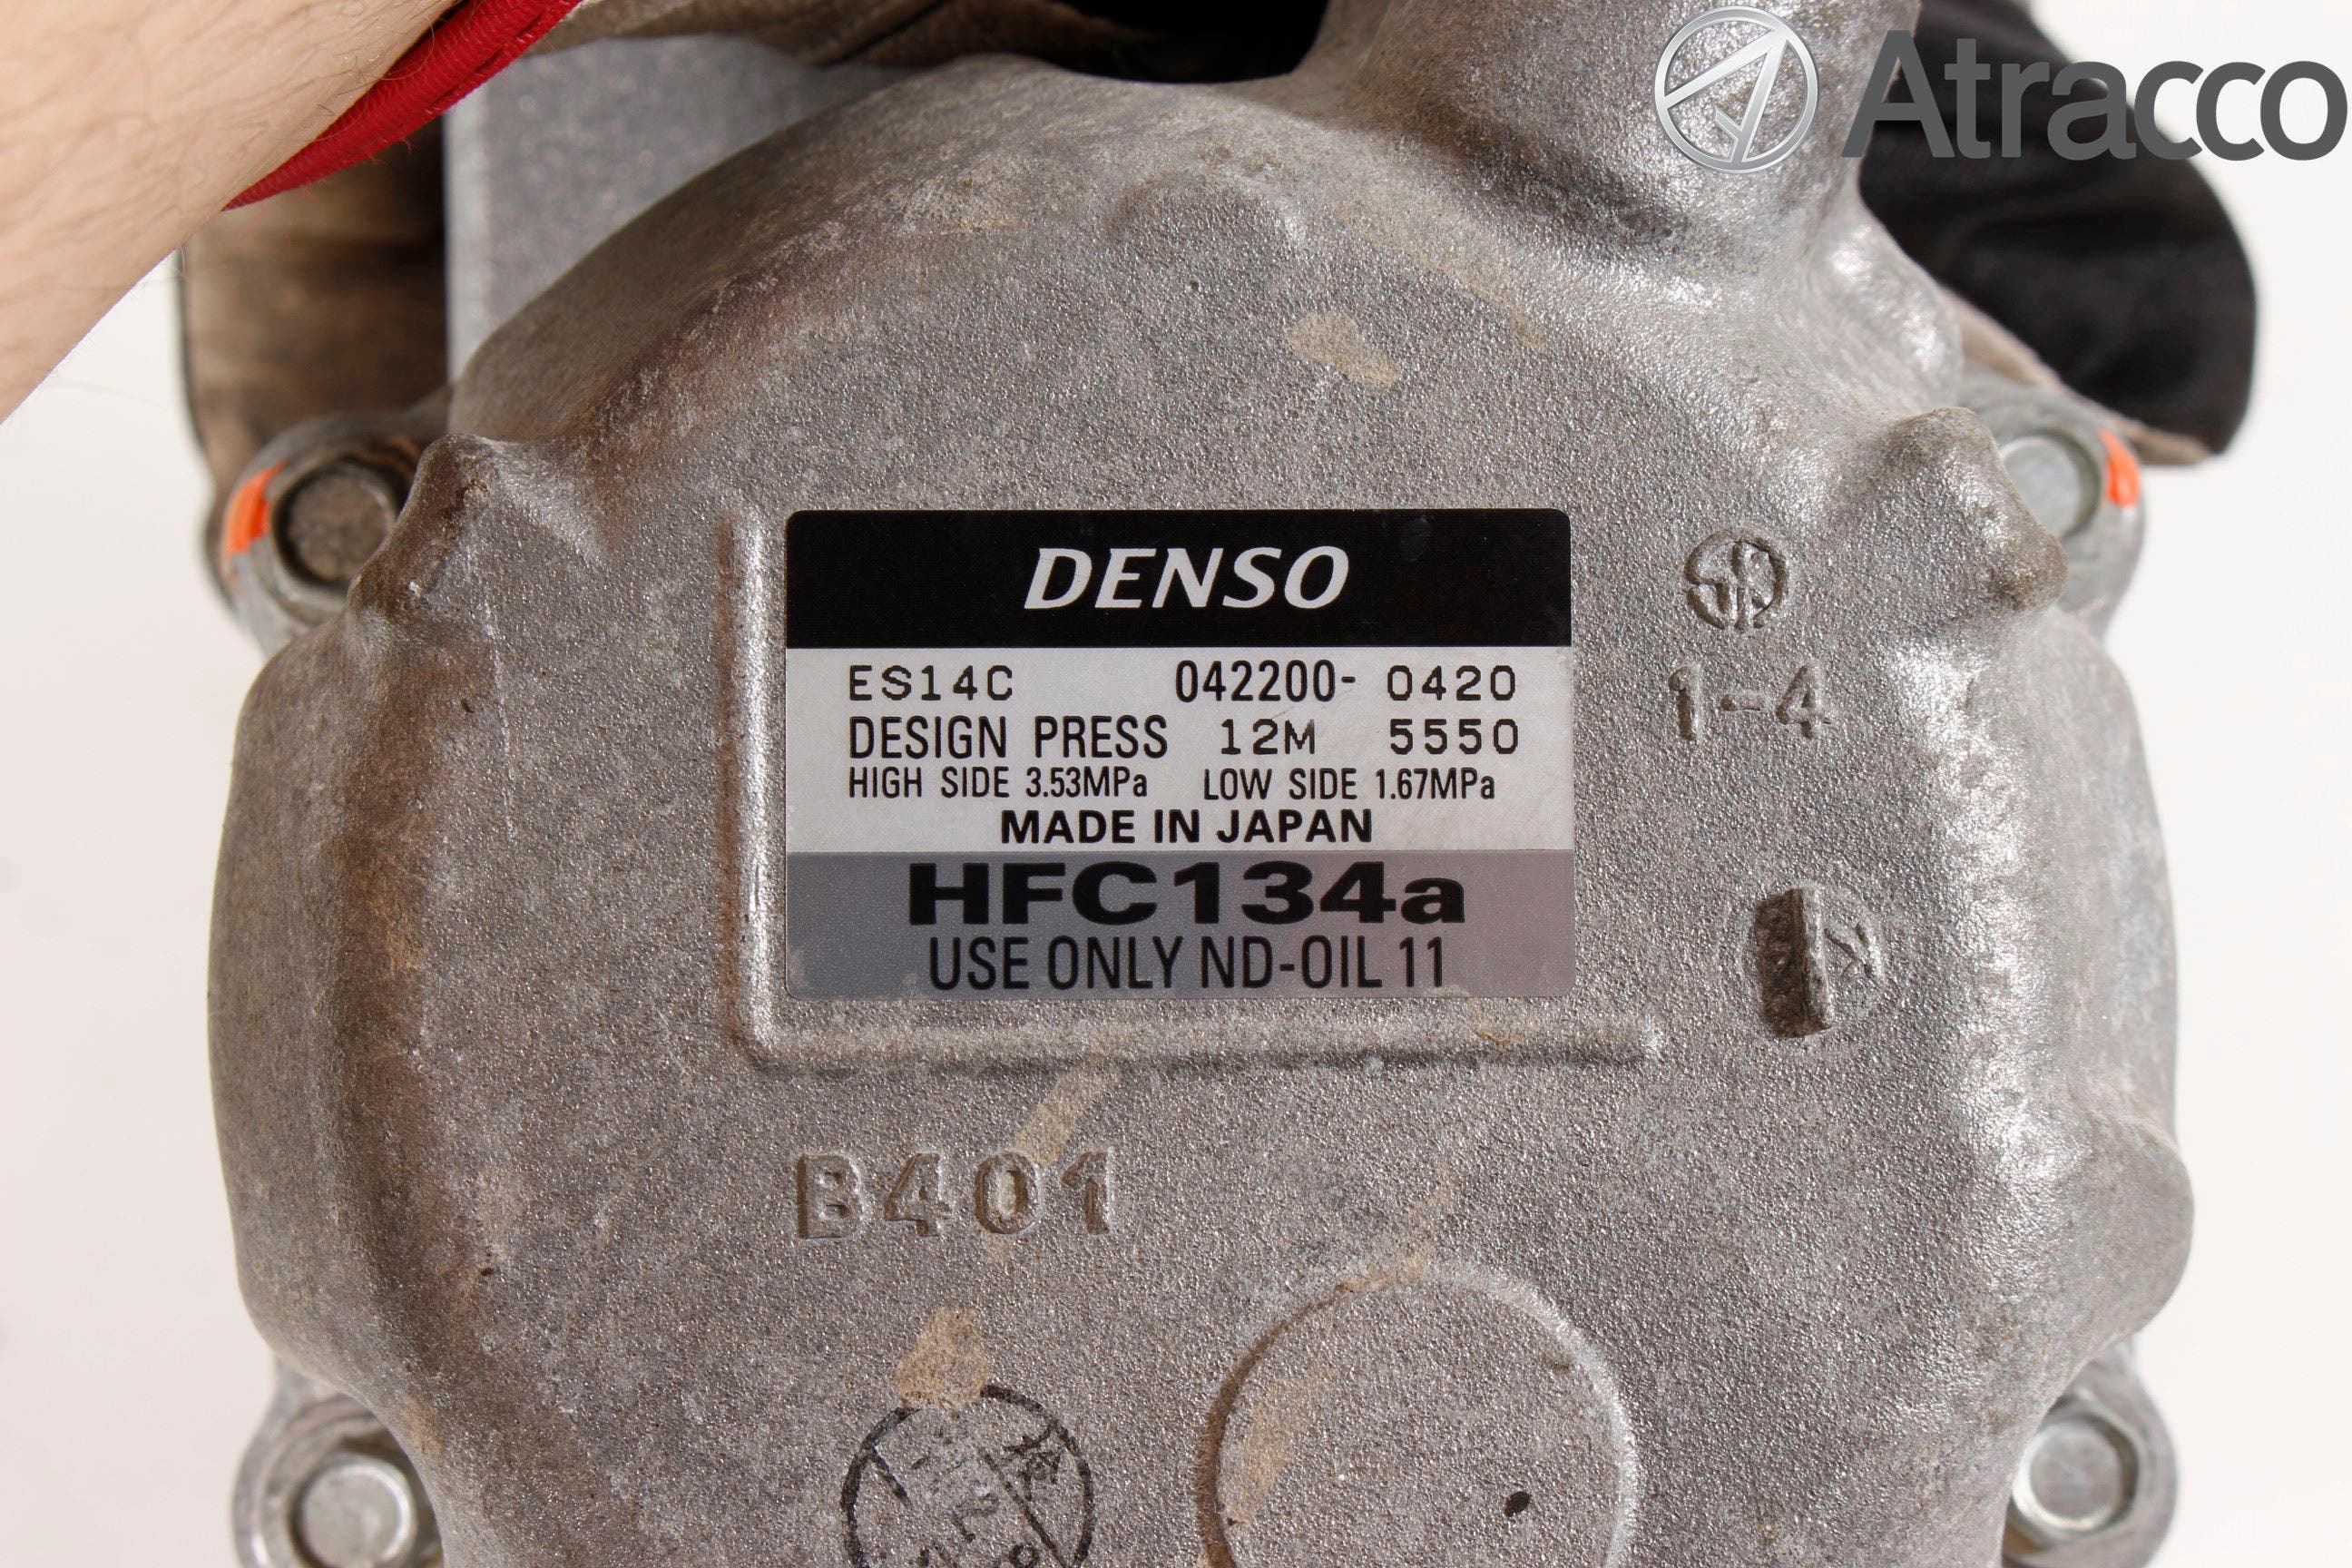 Atracco
DENSO
ES14C 042200- 0420
DESIGN PRESS 12M 5550
HIGH SIDE 3.53MPa LOW SIDE 1.67MPa
MADE IN JAPAN
HFC134a
USE ONLY ND-OIL 11
1-4
B401